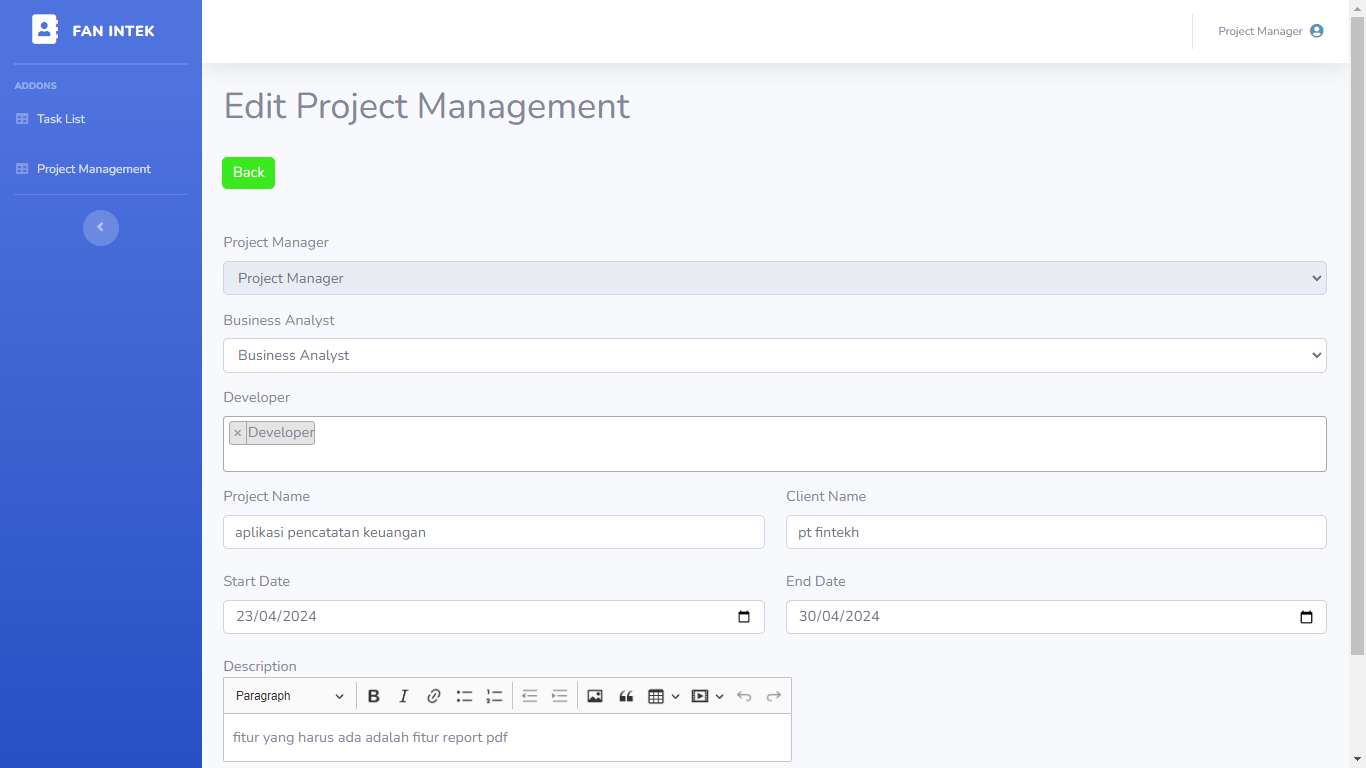 FAN INTEK
Project Manager
ADDONS
Task List
Project Management
Edit Project Management
Back
Project Manager
Project Manager
Business Analyst
Business Analyst
Developer
× Developer
Project Name
Client Name
aplikasi pencatatan keuangan
pt fintekh
Start Date
End Date
23/04/2024
30/04/2024
Description
Paragraph
fitur yang harus ada adalah fitur report pdf